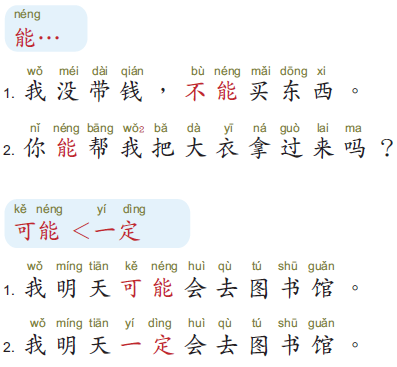 néng
能…
wǒ méi dài qián bù néng mǎi dōng xi
1. 我没带钱，不能买东西。
nǐ néng bāng wǒ2 bǎ dà yī ná guò lai ma
2. 你能帮我把大衣拿过来吗？
kě néng yí dìng
可能＜一定
wǒ míng tiān kě néng huì qù tú shū guǎn
1. 我明天可能会去图书馆。
wǒ míng tiān yí dìng huì qù tú shū guǎn
2. 我明天一定会去图书馆。